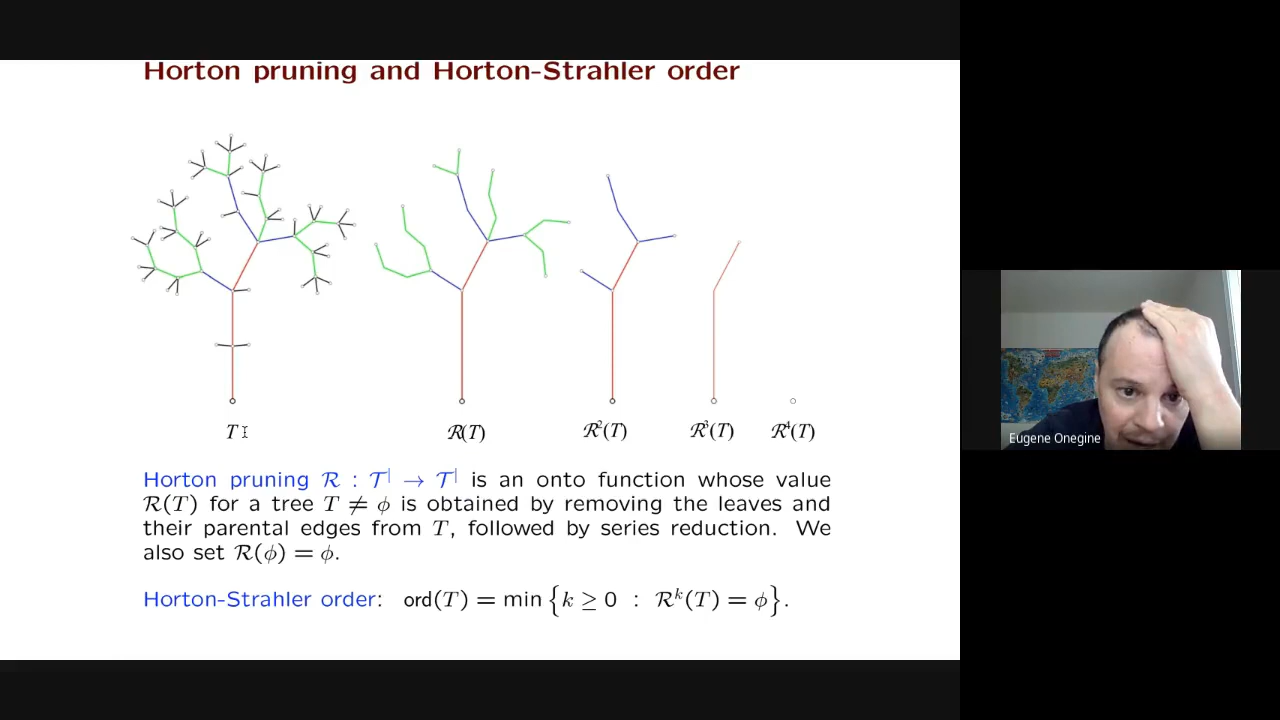 Horton pruning and Horton-Strahler order
T
R(T)
R²(T)
R³(T)
R⁴(T)
Horton pruning R : T| → T| is an onto function whose value
R(T) for a tree T ≠ ϕ is obtained by removing the leaves and
their parental edges from T, followed by series reduction. We
also set R(ϕ) = ϕ.
Horton-Strahler order: ord(T) = min {k ≥ 0 : Rᵏ(T) = ϕ}.
Eugene Onegine